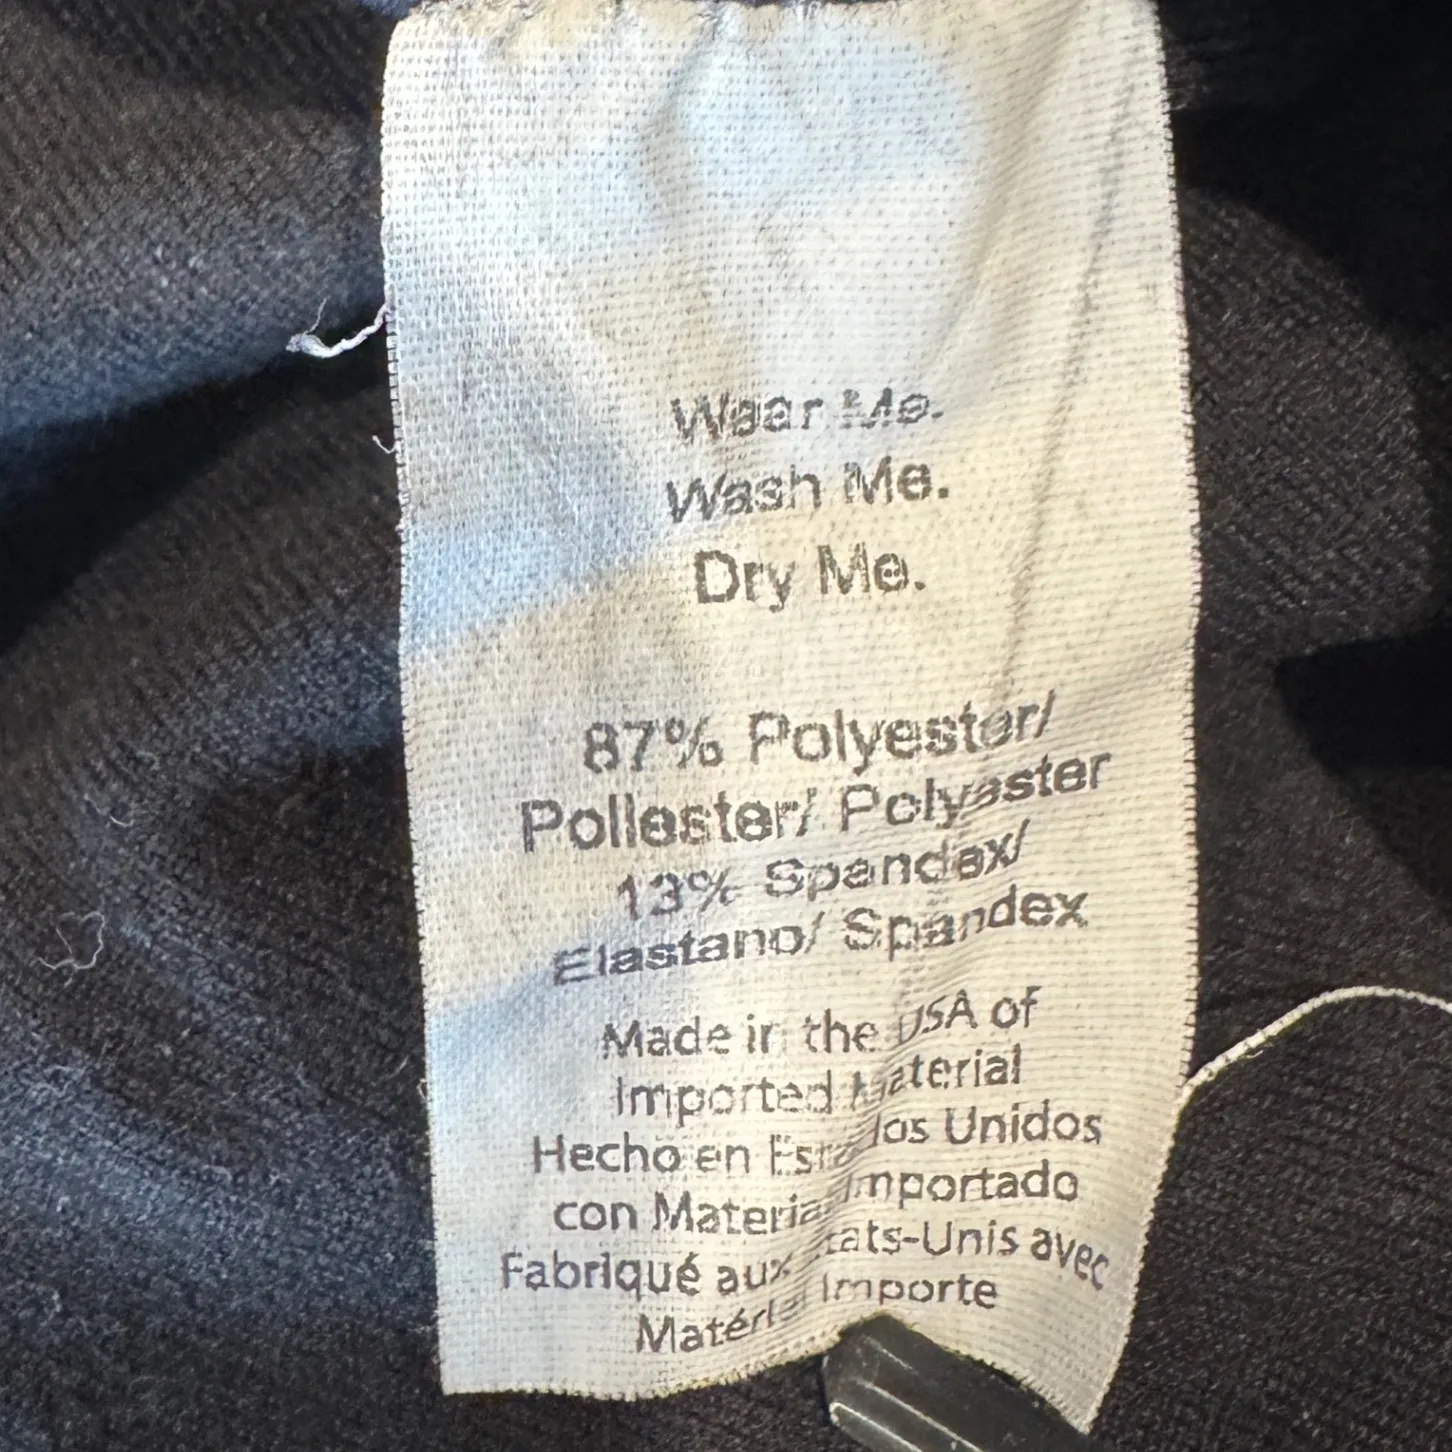 Wear Me.
Wash Me.
Dry Me.
87% Polyester/
Poliester/ Polyester
13% Spandex/
Elastano/ Spandex
Made in the USA of
Imported Material
Hecho en Estados Unidos
con Material Importado
Fabriqué aux États-Unis avec
Matériel Importe